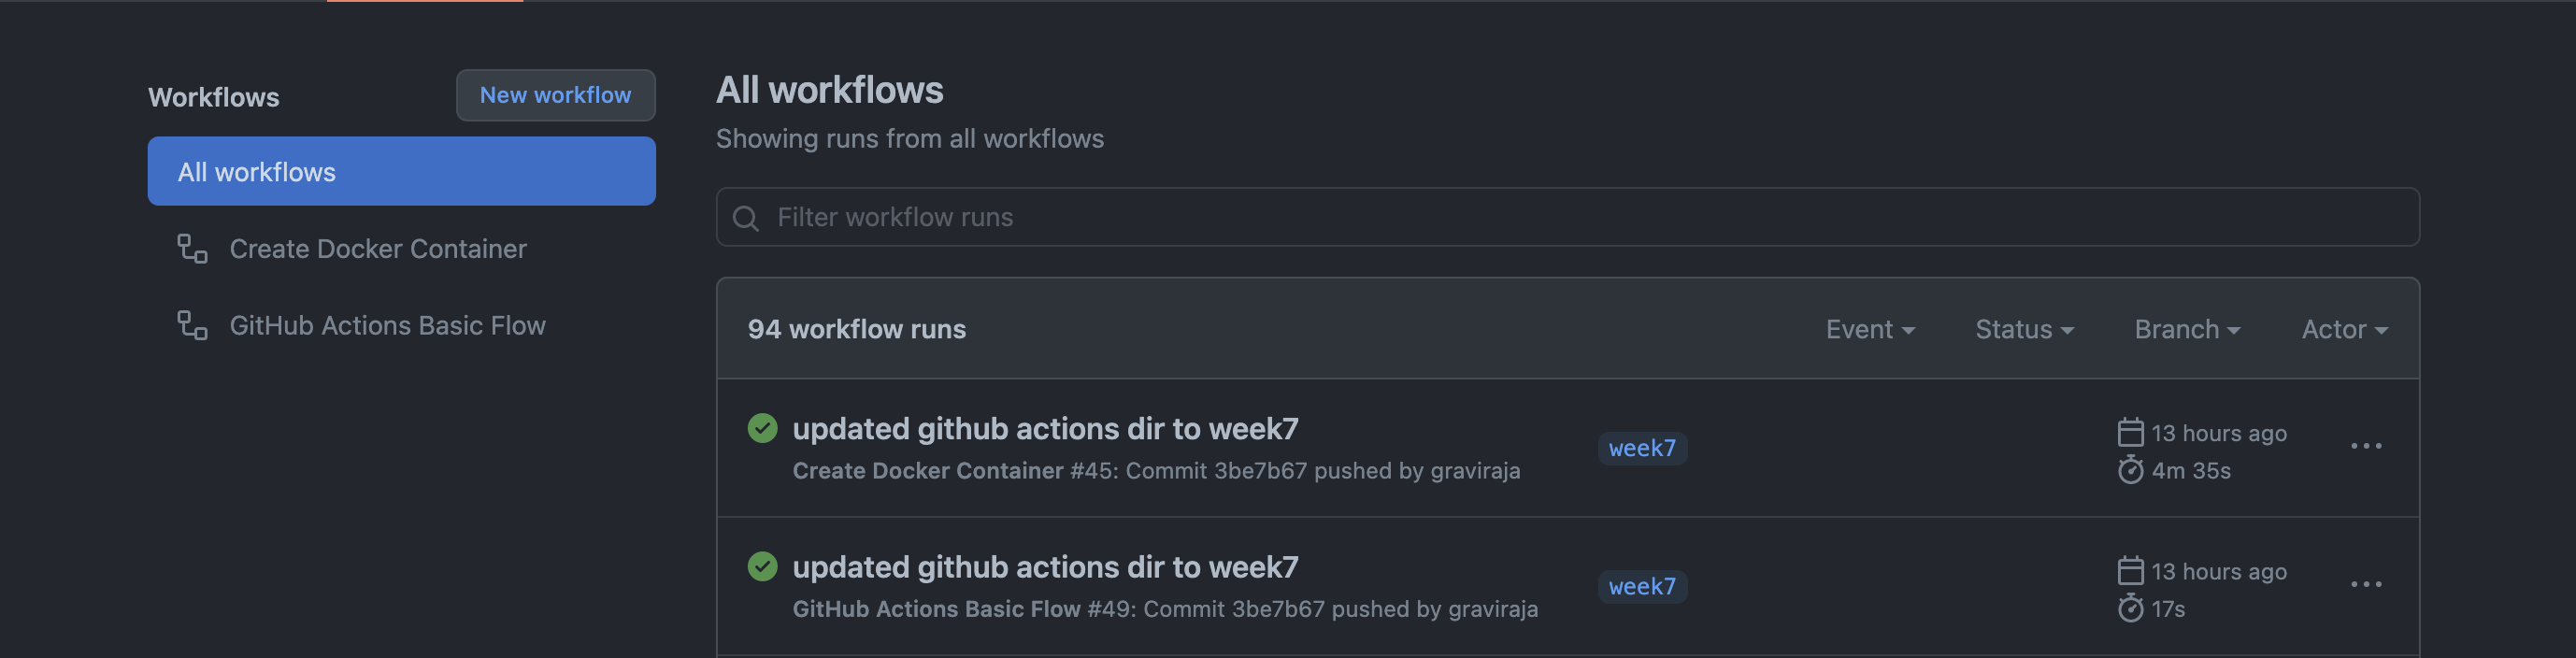 Workflows
New workflow
All workflows
Create Docker Container
GitHub Actions Basic Flow
All workflows
Showing runs from all workflows
Filter workflow runs
94 workflow runs
Event
Status
Branch
Actor
updated github actions dir to week7
Create Docker Container #45: Commit 3be7b67 pushed by graviraja
week7
13 hours ago
4m 35s
updated github actions dir to week7
GitHub Actions Basic Flow #49: Commit 3be7b67 pushed by graviraja
week7
13 hours ago
17s